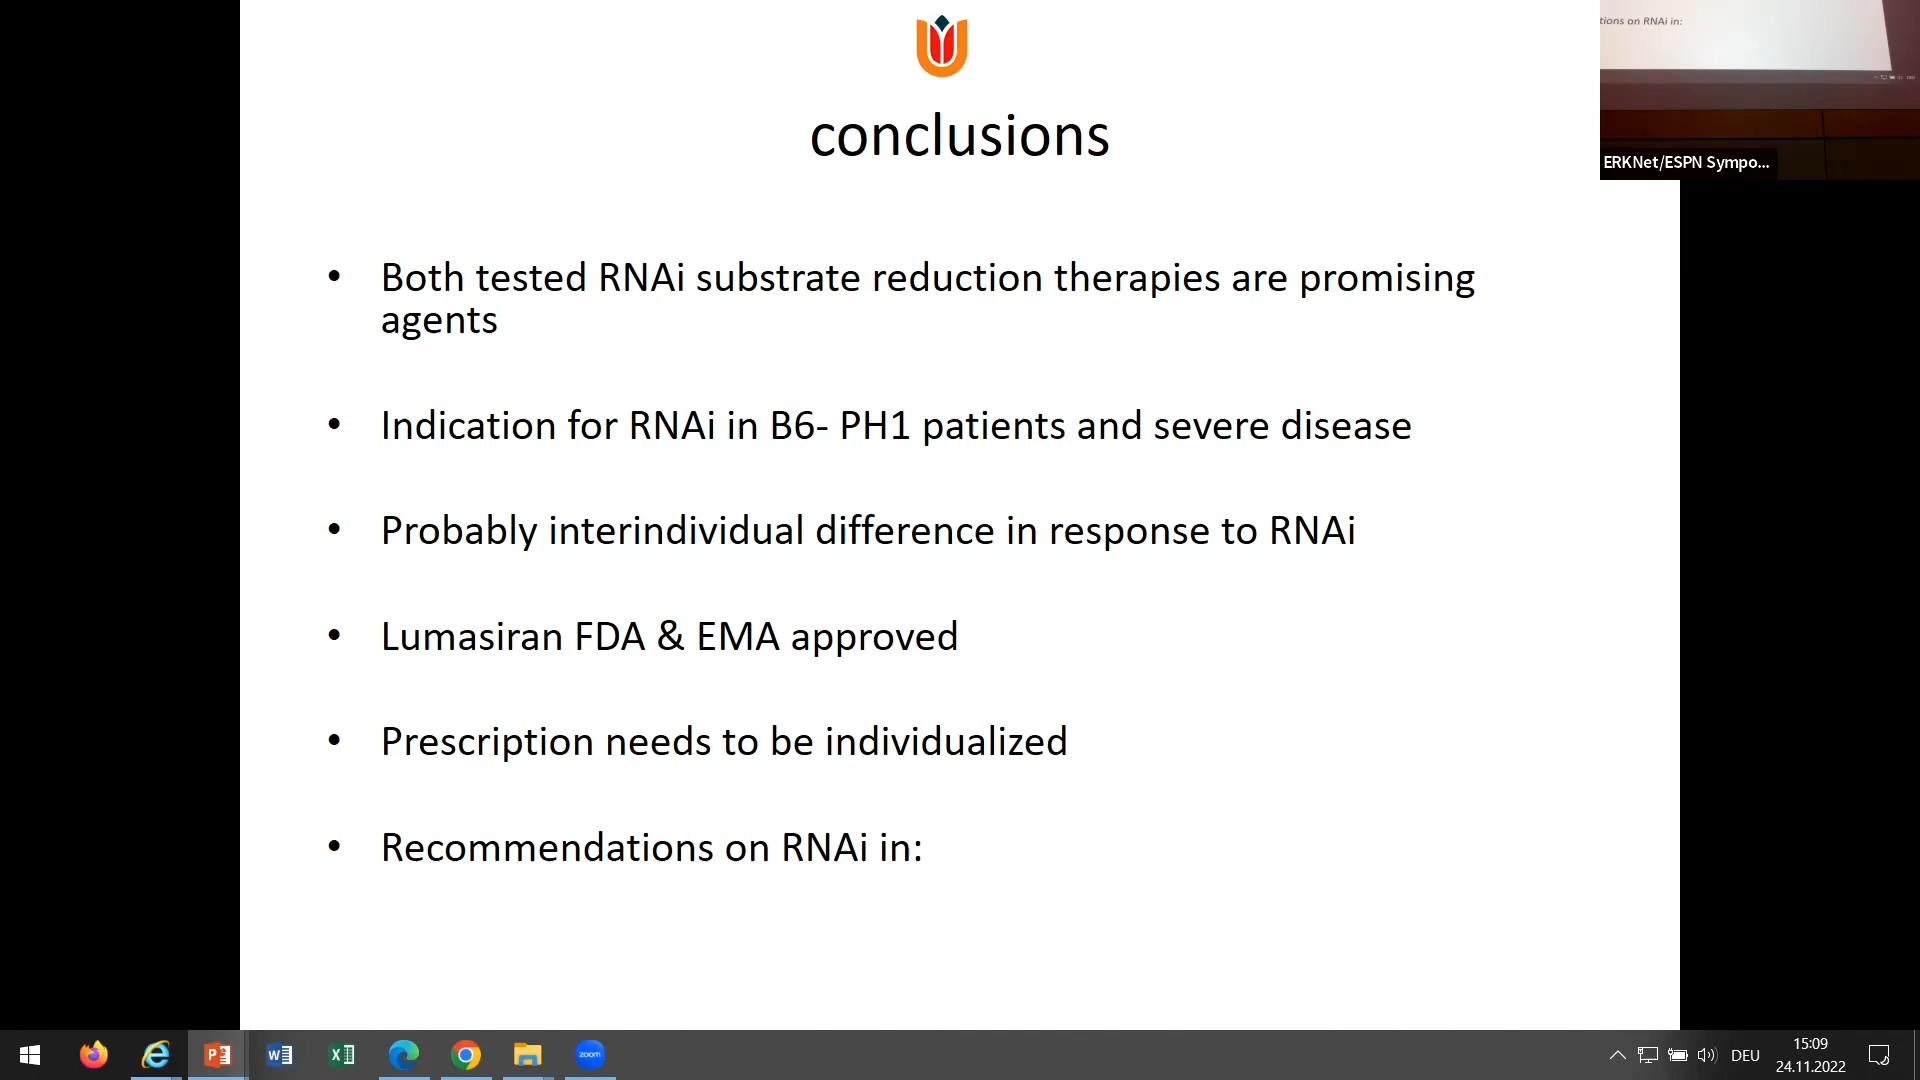 conclusions
• Both tested RNAi substrate reduction therapies are promising
agents
• Indication for RNAi in B6- PH1 patients and severe disease
• Probably interindividual difference in response to RNAi
• Lumasiran FDA & EMA approved
• Prescription needs to be individualized
• Recommendations on RNAi in:
tions on RNAi in:
ERKNet/ESPN Sympo...
zoom
DEU
15:09
24.11.2022